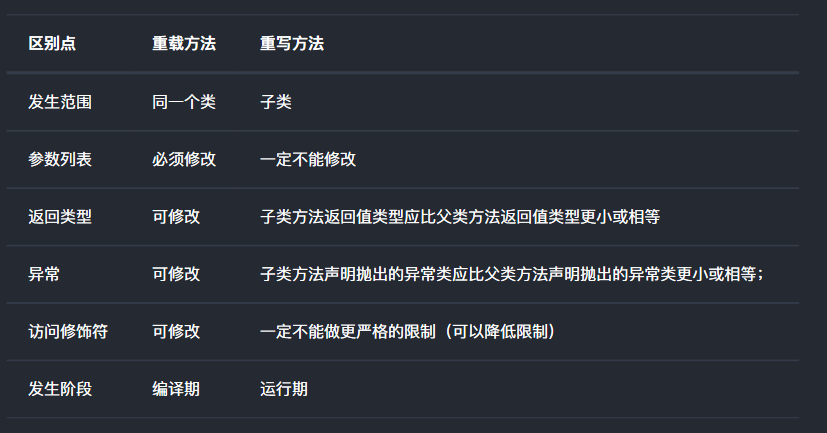 区别点 重载方法 重写方法
发生范围 同一个类 子类
参数列表 必须修改 一定不能修改
返回类型 可修改 子类方法返回值类型应比父类方法返回值类型更小或相等
异常 可修改 子类方法声明抛出的异常类应比父类方法声明抛出的异常类更小或相等；
访问修饰符 可修改 一定不能做更严格的限制（可以降低限制）
发生阶段 编译期 运行期